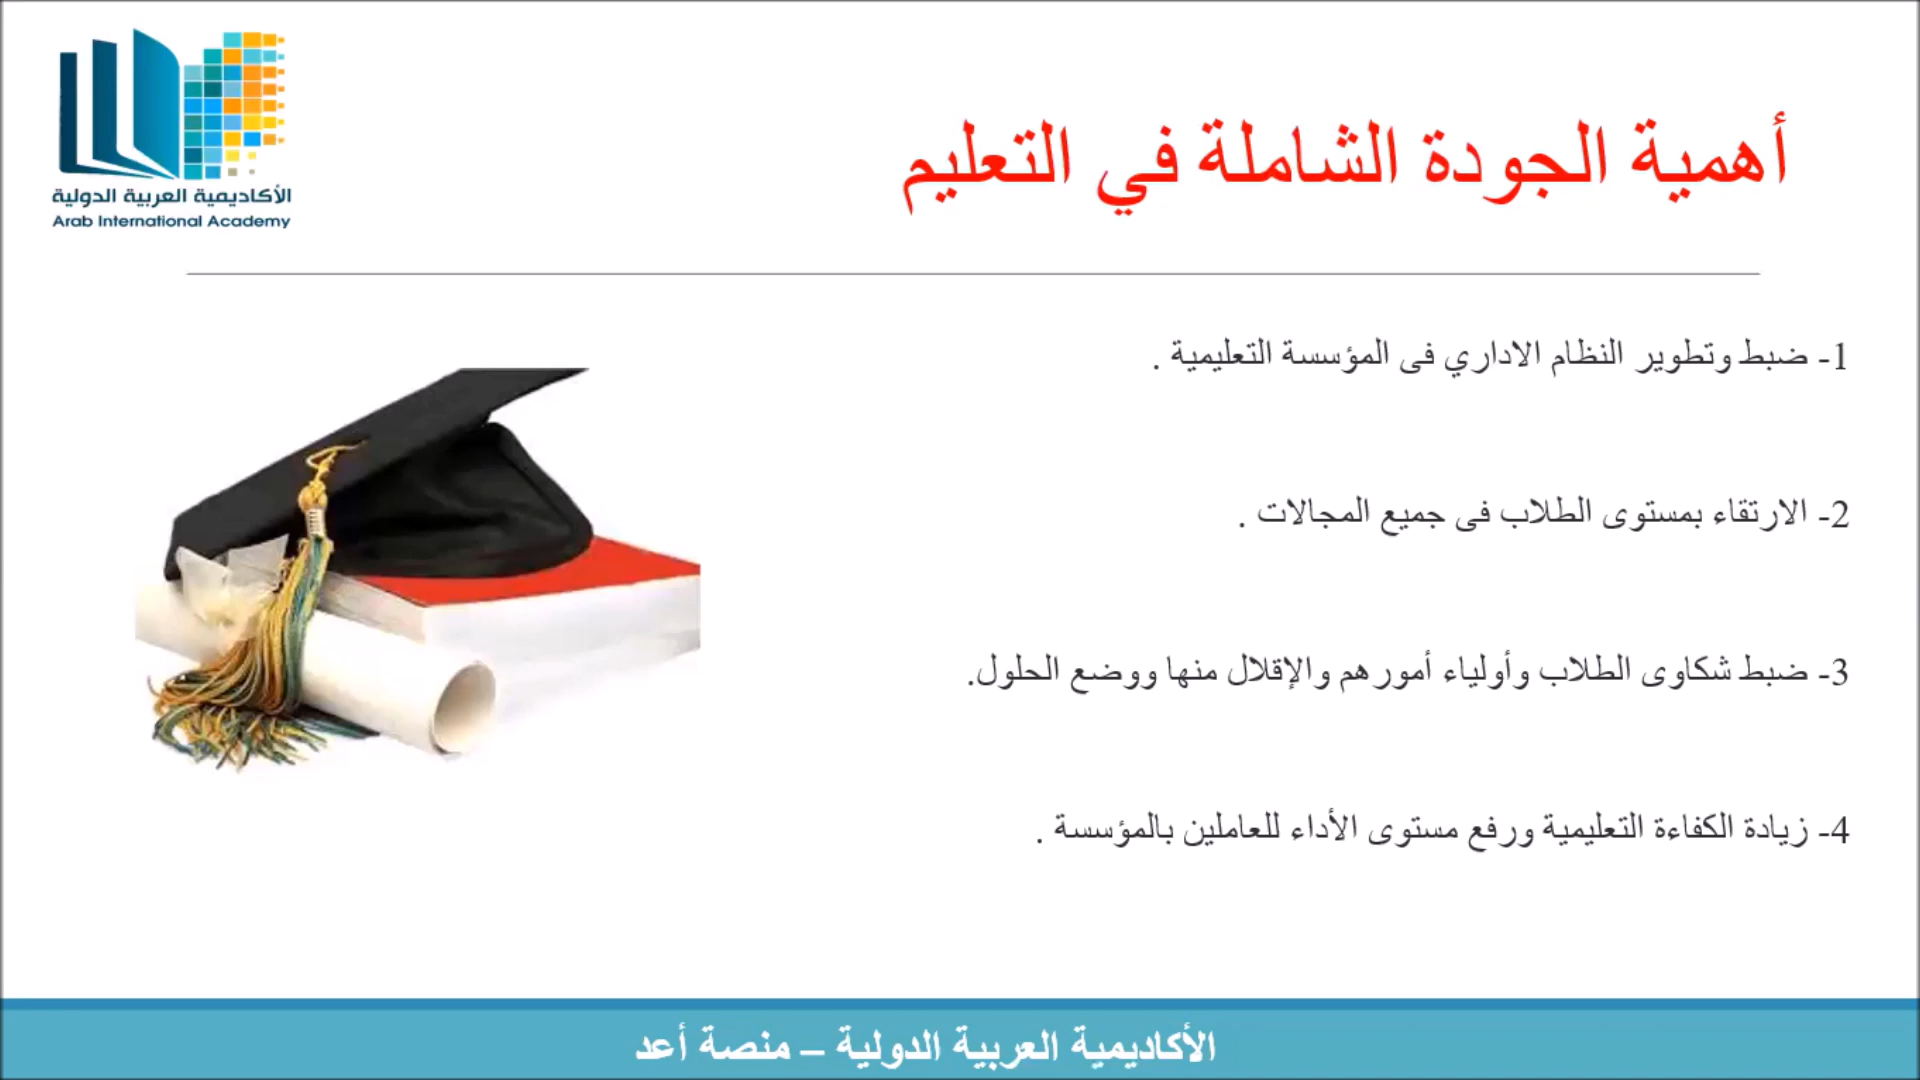 الأكاديمية العربية الدولية
Arab International Academy
أهمية الجودة الشاملة في التعليم
1- ضبط وتطوير النظام الاداري فى المؤسسة التعليمية .
2- الارتقاء بمستوى الطلاب فى جميع المجالات .
3- ضبط شكاوى الطلاب وأولياء أمورهم والإقلال منها ووضع الحلول.
4- زيادة الكفاءة التعليمية ورفع مستوى الأداء للعاملين بالمؤسسة .
الأكاديمية العربية الدولية – منصة أعد